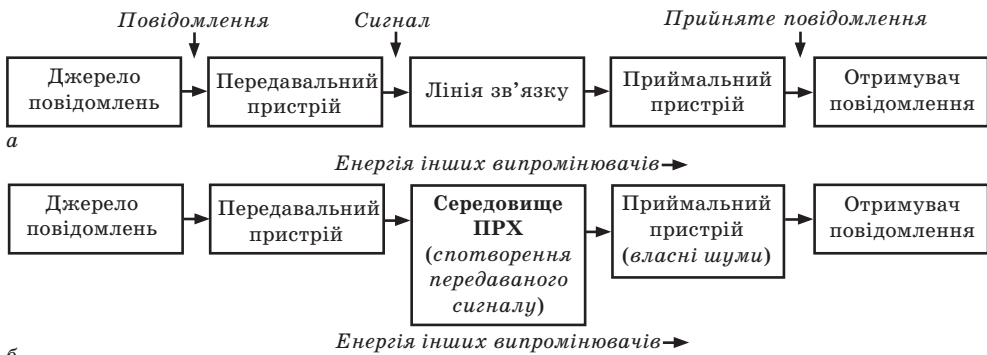 Повідомлення
Сигнал
Прийняте повідомлення
Джерело
повідомлень
Передавальний
пристрій
Лінія зв’язку
Приймальний
пристрій
Отримувач
повідомлення
а
Енергія інших випромінювачів
Джерело
повідомлень
Передавальний
пристрій
Середовище
ПРХ
(спотворення
передаваного
сигналу)
Приймальний
пристрій
(власні шуми)
Отримувач
повідомлення
Енергія інших випромінювачів
б